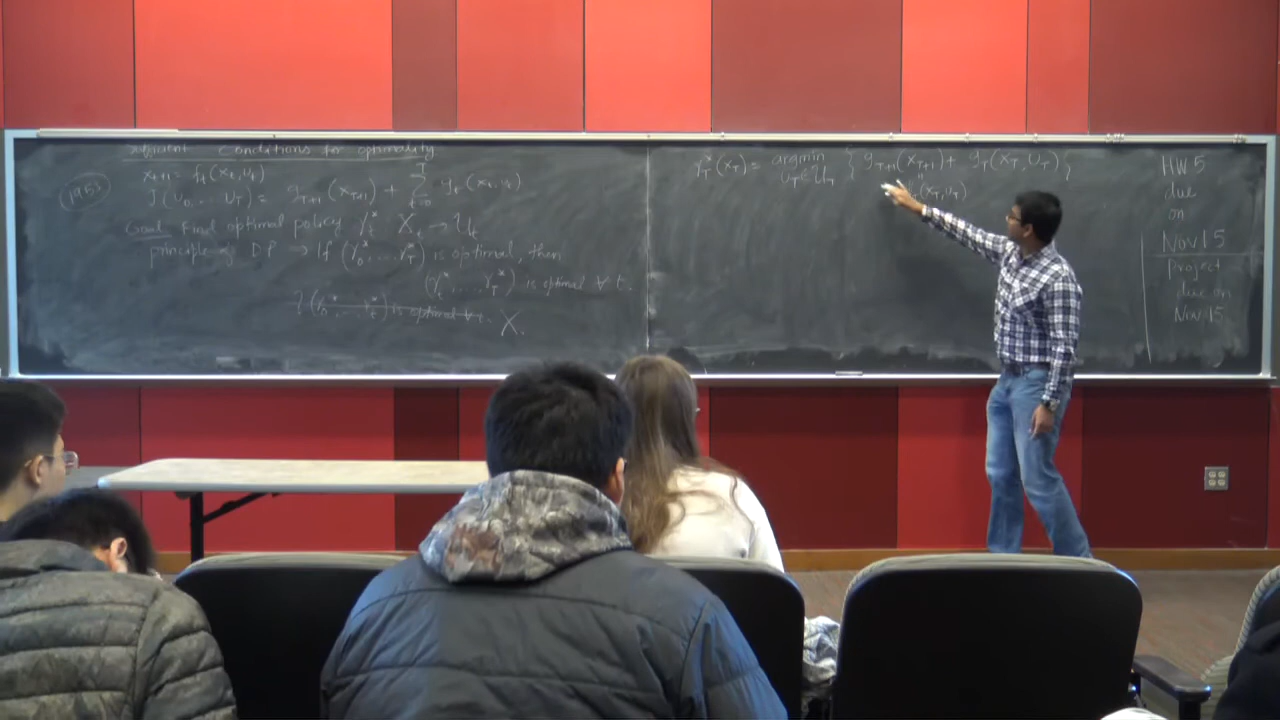 Sufficient Conditions for optimality
1953
x_{t+1} = f_t(x_t, u_t)
J(u_0, ... u_T) = g_{T+1}(x_{T+1}) + \sum_{t=0}^{T} g_t(x_t, u_t)
Goal Find optimal policy γ_t^* X_t → U_t
principle of DP → If (γ_0^*, ..., γ_T^*) is optimal, then
(γ_t^*, ..., γ_T^*) is optimal ∀ t.
(γ_0^*, ..., γ_t^*) is optimal ∀ t. X.
γ_T^*(x_T) = argmin_{u_T ∈ U_T} { g_{T+1}(x_{T+1}) + g_T(x_T, u_T) }
(x_T, u_T)
HW 5
due
on
Nov 15
project
due on
Nov 15